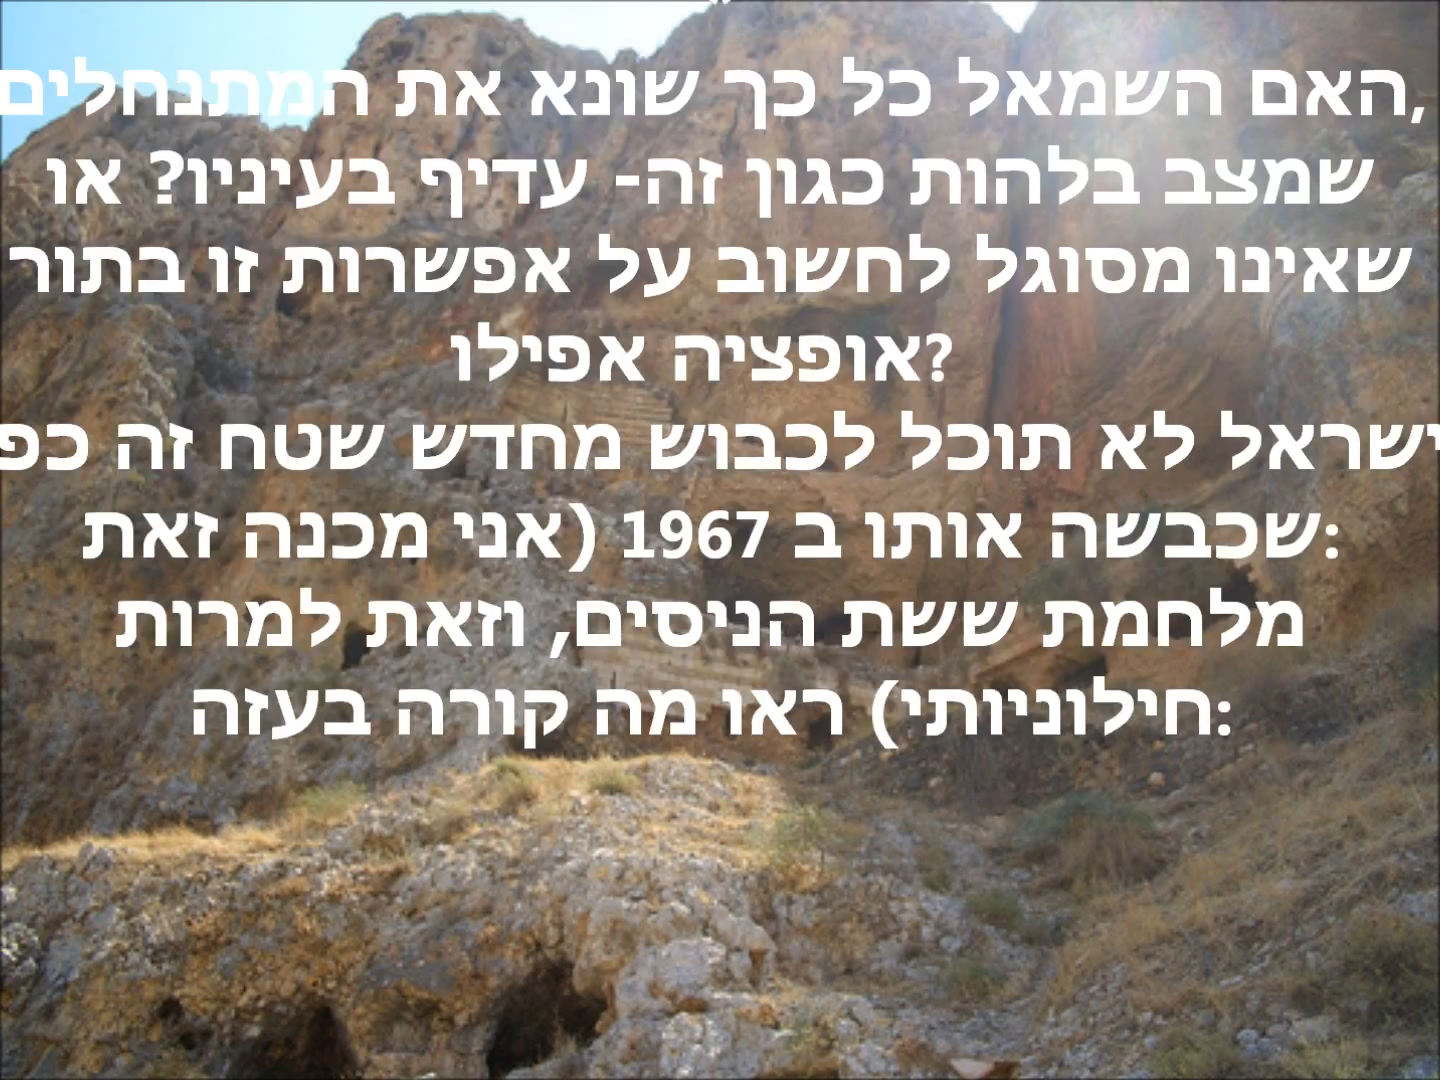 האם השמאל כל כך שונא את המתנחלים,
שמצב בלהות כגון זה- עדיף בעיניו? או
שאינו מסוגל לחשוב על אפשרות זו בתור
אופציה אפילו?
ישראל לא תוכל לכבוש מחדש שטח זה כפ
שכבשה אותו ב 1967 (אני מכנה זאת:
מלחמת ששת הניסים, וזאת למרות
חילוניותי) ראו מה קורה בעזה: